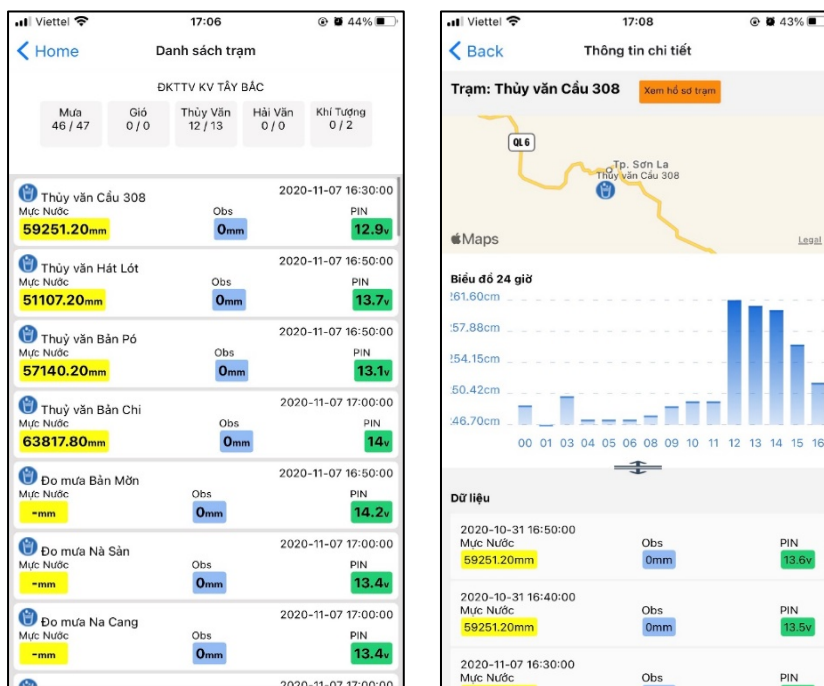 Viettel 17:06 44%
Home Danh sách trạm
ĐKTTV KV TÂY BẮC
Mưa Gió Thủy Văn Hải Văn Khí Tượng
46 / 47 0 / 0 12 / 13 0 / 0 0 / 2
Thủy văn Cầu 308 2020-11-07 16:30:00
Mực Nước Obs PIN
59251.20mm 0mm 12.9v
Thủy văn Hát Lót 2020-11-07 16:50:00
Mực Nước Obs PIN
51107.20mm 0mm 13.7v
Thuỷ văn Bản Pó 2020-11-07 16:50:00
Mực Nước Obs PIN
57140.20mm 0mm 13.1v
Thuỷ văn Bản Chi 2020-11-07 17:00:00
Mực Nước Obs PIN
63817.80mm 0mm 14v
Đo mưa Bản Mờn 2020-11-07 16:50:00
Mực Nước Obs PIN
-mm 0mm 14.2v
Đo mưa Nà Sản 2020-11-07 17:00:00
Mực Nước Obs PIN
-mm 0mm 13.4v
Đo mưa Na Cang 2020-11-07 17:00:00
Mực Nước Obs PIN
-mm 0mm 13.4v
2020-11-07 17:00:00
Viettel 17:08 43%
Back Thông tin chi tiết
Trạm: Thủy văn Cầu 308 Xem hồ sơ trạm
QL6
Tp. Sơn La
Thủy văn Cầu 308
Maps Legal
Biểu đồ 24 giờ
:61.60cm
:57.88cm
:54.15cm
:50.42cm
:46.70cm
00 01 03 04 05 06 08 09 10 11 12 13 14 15 16
Dữ liệu
2020-10-31 16:50:00
Mực Nước Obs PIN
59251.20mm 0mm 13.6v
2020-10-31 16:40:00
Mực Nước Obs PIN
59251.20mm 0mm 13.5v
2020-11-07 16:30:00
Mực Nước Obs PIN